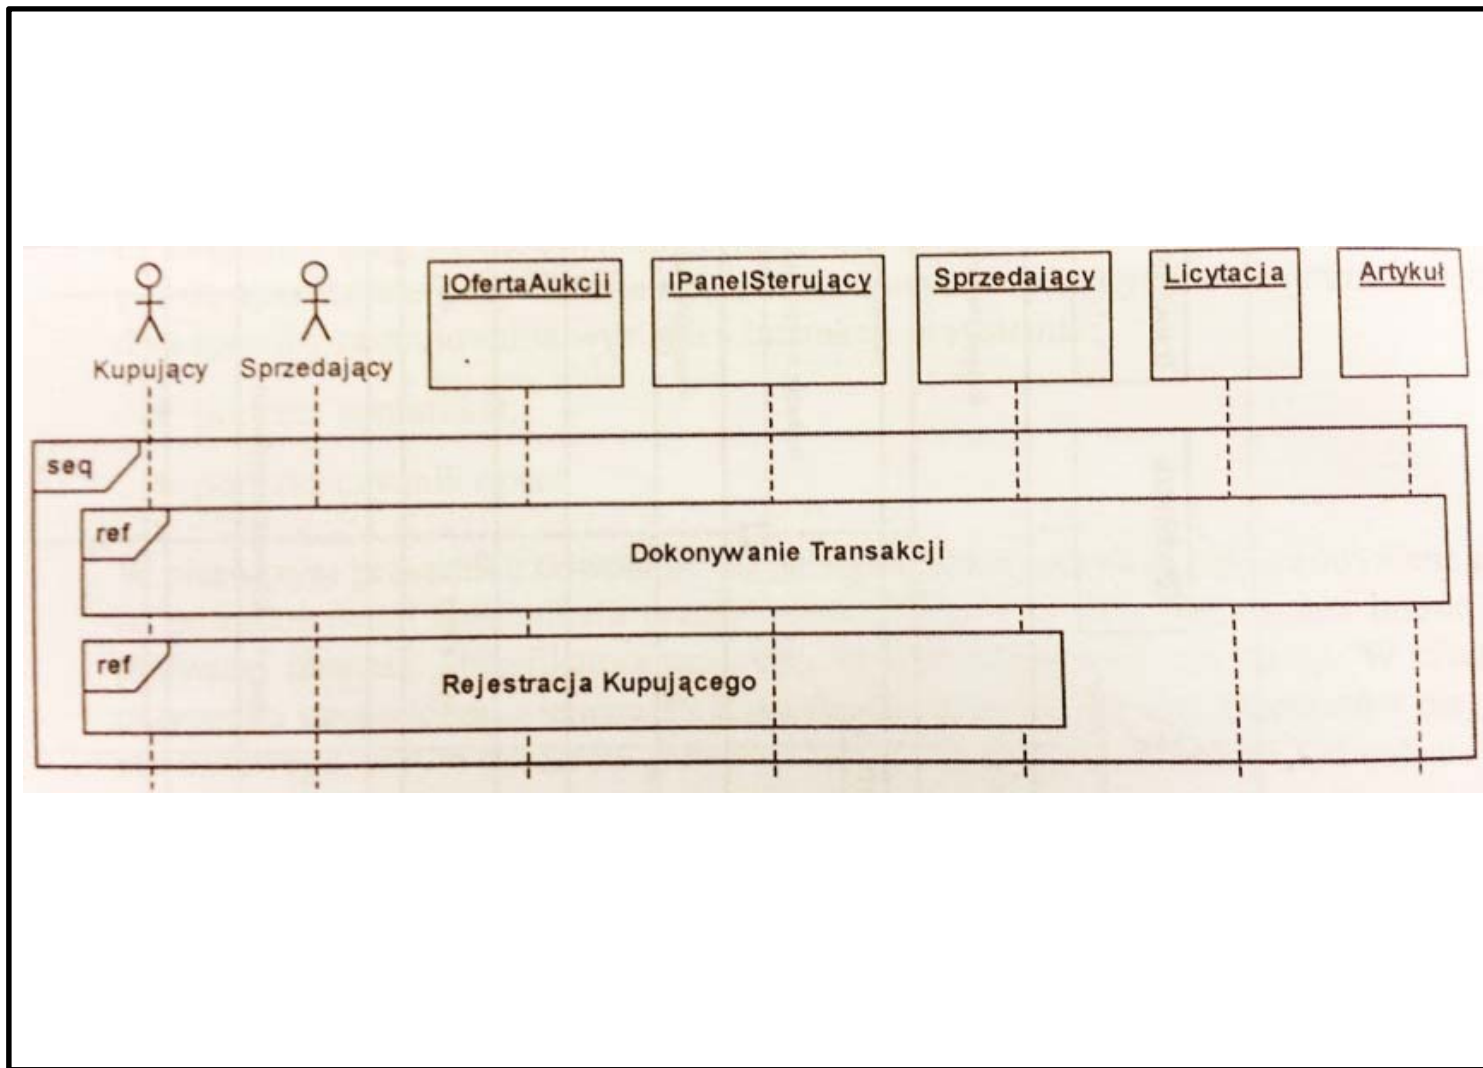 IOfertaAukcji
IPanelSterujący
Sprzedający
Licytacja
Artykuł
Kupujący
Sprzedający
seq
ref
Dokonywanie Transakcji
ref
Rejestracja Kupującego